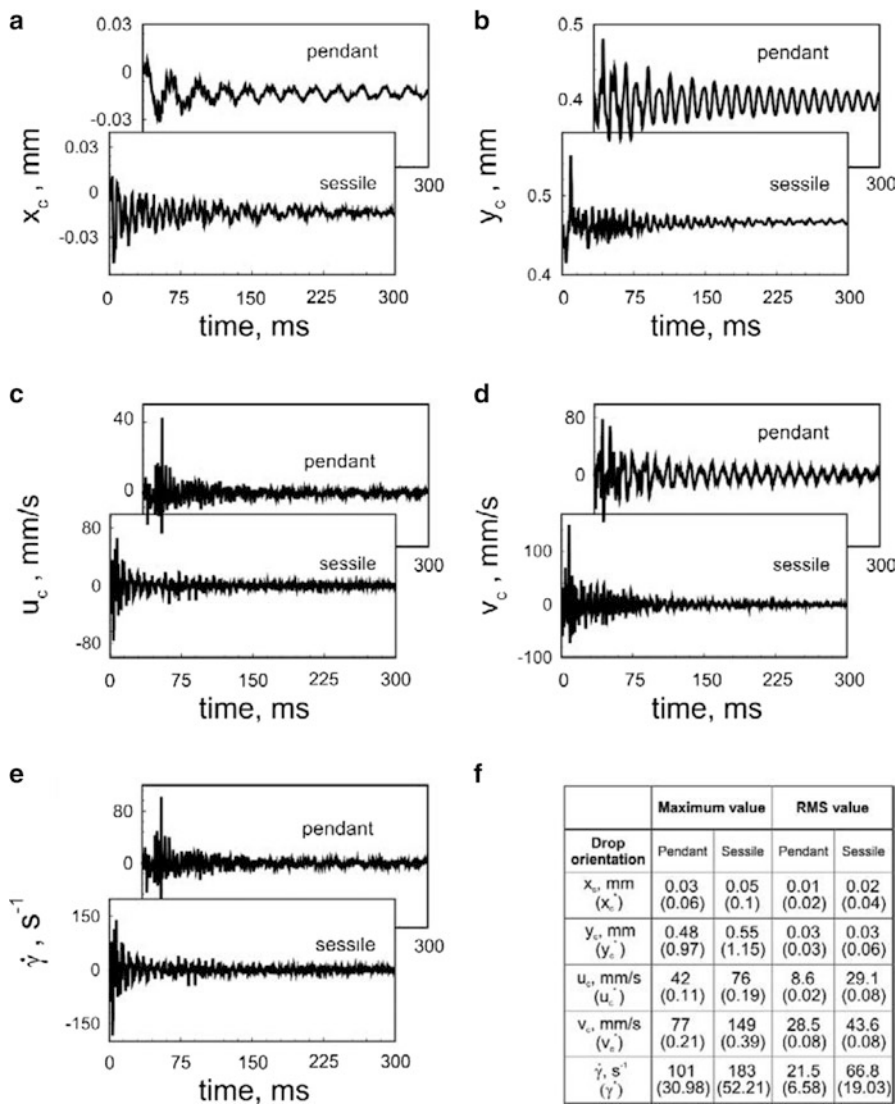 a
0.03
0
-0.03
pendant
0.03
0
-0.03
sessile
300
x_c , mm
0 75 150 225 300
time, ms
b
0.5
0.4
pendant
0.5
0.4
sessile
300
y_c , mm
0 75 150 225 300
time, ms
c
40
0
pendant
80
0
-80
sessile
300
u_c , mm/s
0 75 150 225 300
time, ms
d
80
0
pendant
100
0
-100
sessile
300
v_c , mm/s
0 75 150 225 300
time, ms
e
80
0
pendant
150
0
-150
sessile
300
γ̇ , s⁻¹
0 75 150 225 300
time, ms
f
Maximum value RMS value
Drop orientation Pendant Sessile Pendant Sessile
x_c, mm 0.03 0.05 0.01 0.02
(x_c^*) (0.06) (0.1) (0.02) (0.04)
y_c, mm 0.48 0.55 0.03 0.03
(y_c^*) (0.97) (1.15) (0.03) (0.06)
u_c, mm/s 42 76 8.6 29.1
(u_c^*) (0.11) (0.19) (0.02) (0.08)
v_c, mm/s 77 149 28.5 43.6
(v_c^*) (0.21) (0.39) (0.08) (0.08)
γ̇, s⁻¹ 101 183 21.5 66.8
(γ̇^*) (30.98) (52.21) (6.58) (19.03)